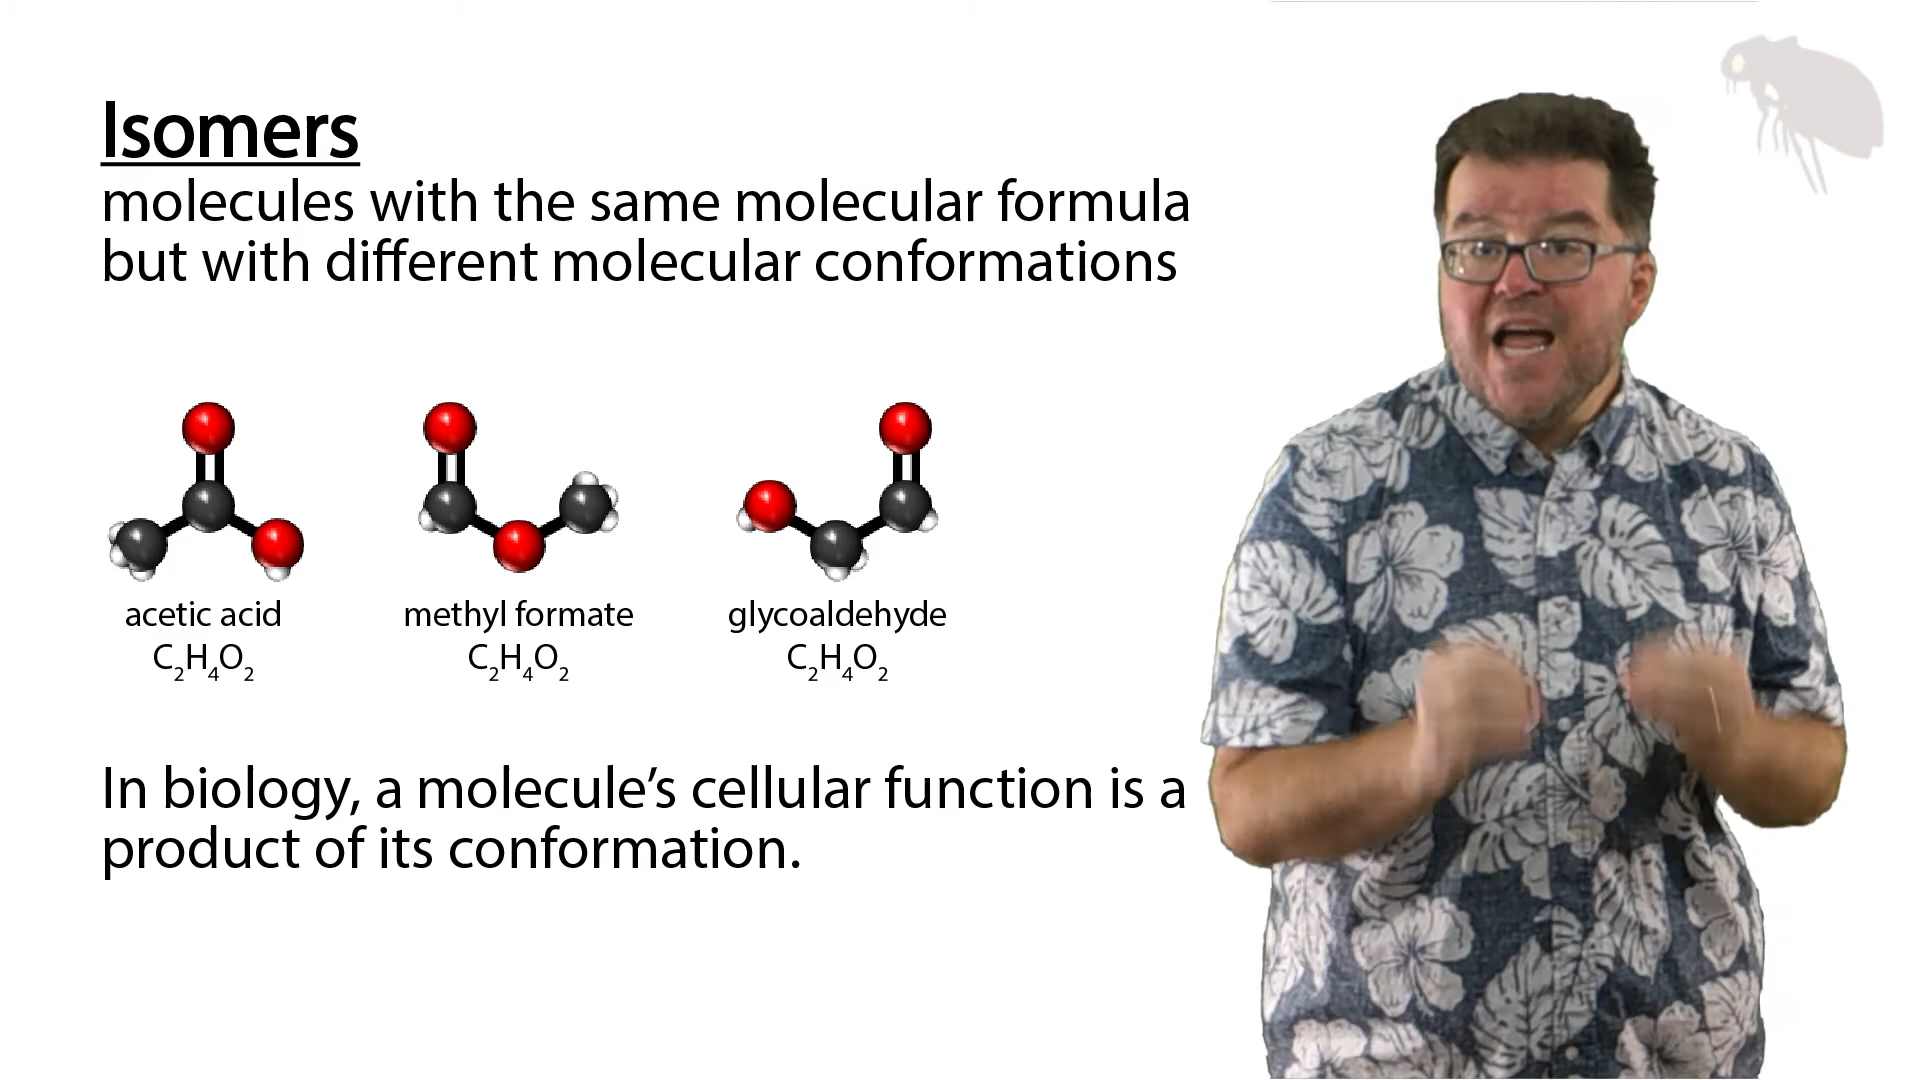 Isomers
molecules with the same molecular formula
but with different molecular conformations
acetic acid methyl formate glycoaldehyde
C₂H₄O₂ C₂H₄O₂ C₂H₄O₂
In biology, a molecule’s cellular function is a
product of its conformation.